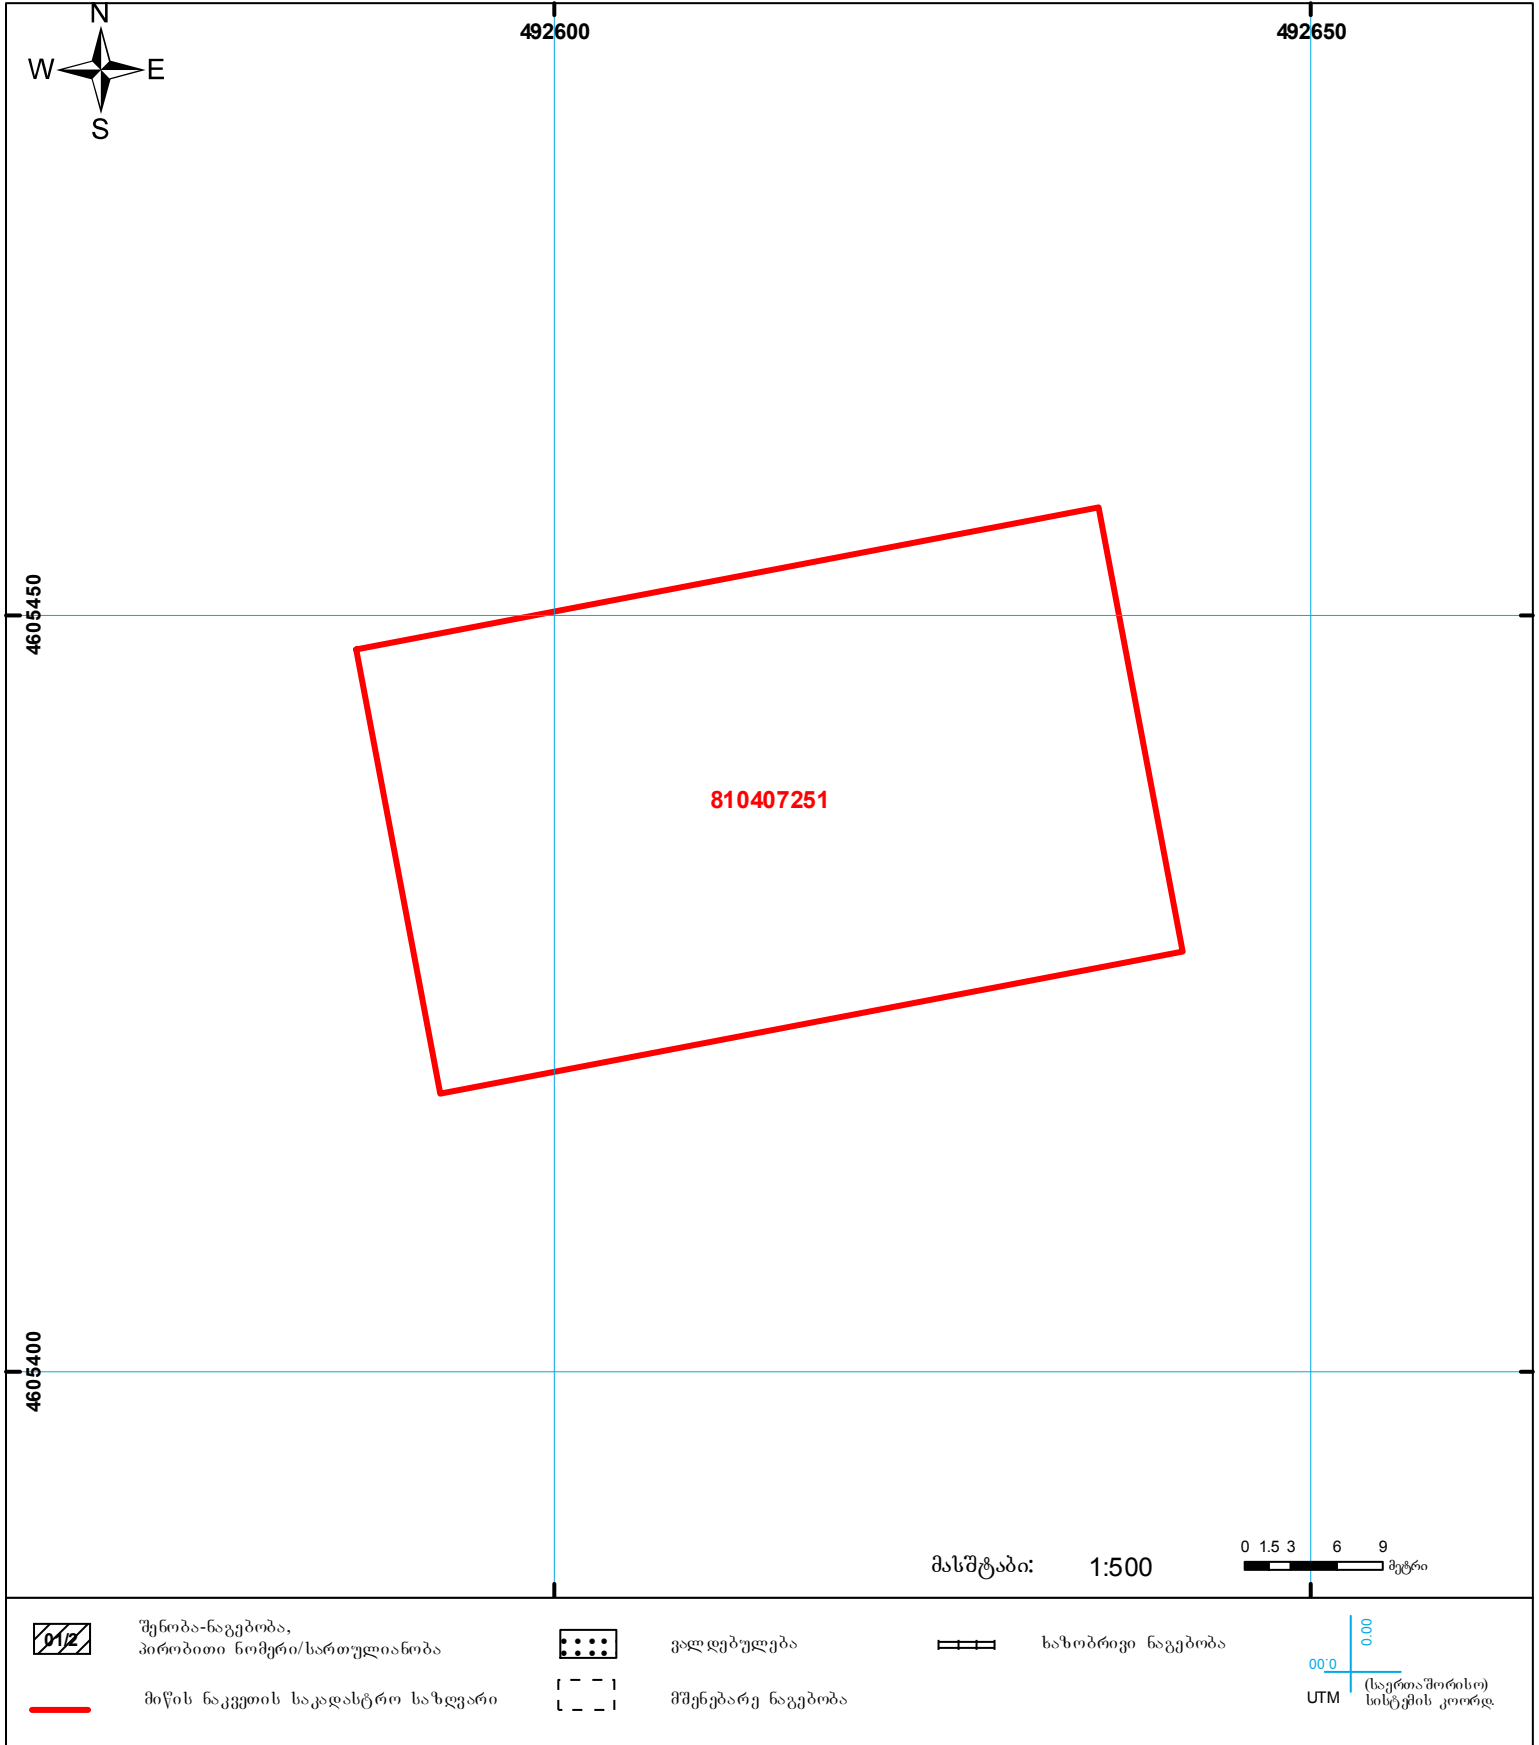 N
W E
S
492600 492650
4605450
810407251
4605400
მასშტაბი: 1:500
0 1.5 3 6 9
მეტრი
01/2
შენობა-ნაგებობა,
პირობითი ნომერი/სართულიანობა
ვალდებულება
ხაზობრივი ნაგებობა
მიწის ნაკვეთის საკადასტრო საზღვარი
მშენებარე ნაგებობა
00.0
00.0
UTM
(საერთაშორისო)
სისტემის კოორდ.